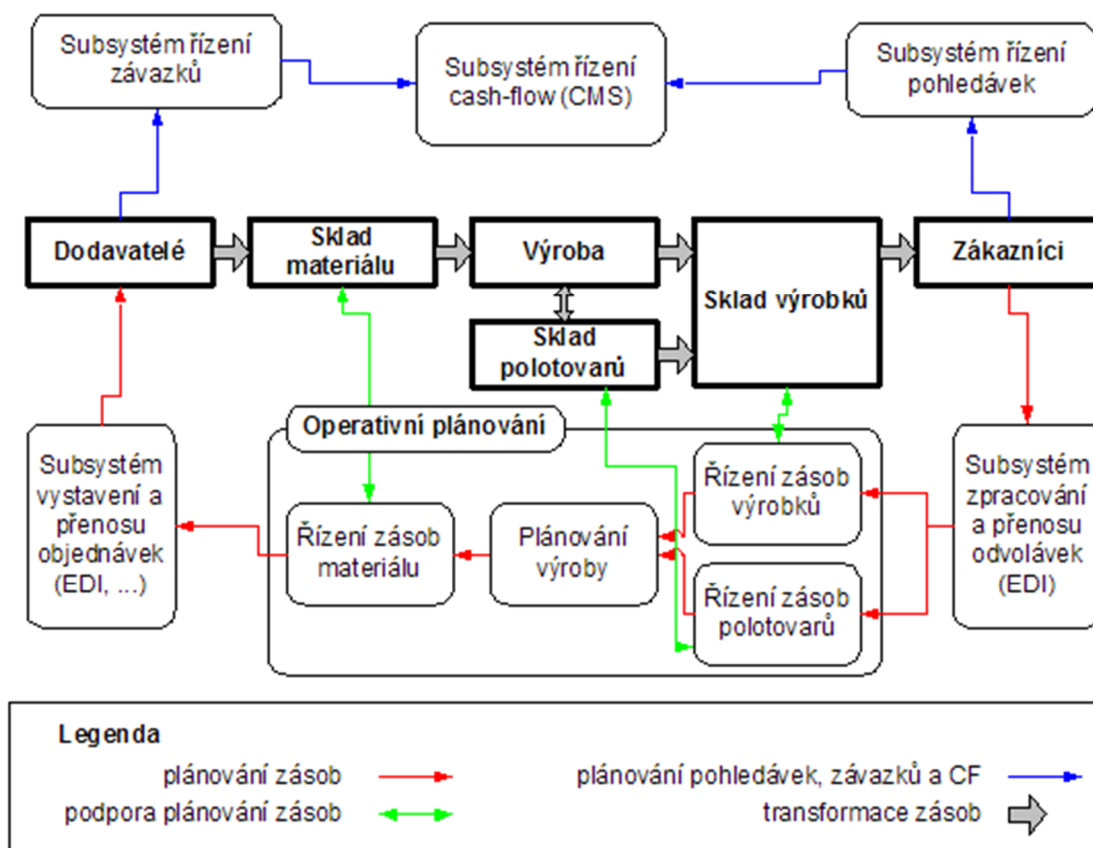 Subsystém řízení
závazků
Subsystém řízení
cash-flow (CMS)
Subsystém řízení
pohledávek
Dodavatelé
Sklad
materiálu
Výroba
Sklad výrobků
Zákazníci
Sklad
polotovarů
Operativní plánování
Subsystém
vystavení a
přenosu
objednávek
(EDI, ...)
Řízení zásob
materiálu
Plánování
výroby
Řízení zásob
výrobků
Řízení zásob
polotovarů
Subsystém
zpracování
a přenosu
odvolávek
(EDI)
Legenda
plánování zásob
plánování pohledávek, závazků a CF
podpora plánování zásob
transformace zásob